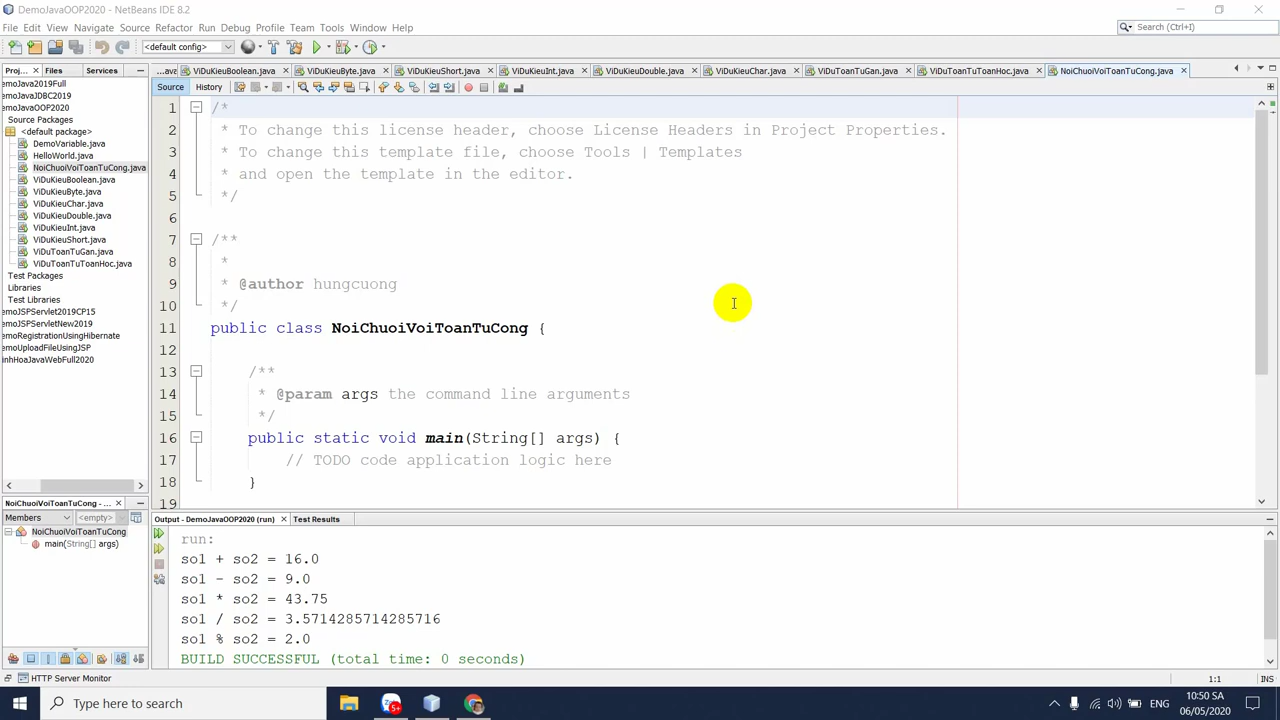 DemoJavaOOP2020 - NetBeans IDE 8.2
File Edit View Navigate Source Refactor Run Debug Profile Team Tools Window Help
Search (Ctrl+I)
<default config>
Proj... Files Services
...ava ViDuKieuBoolean.java ViDuKieuByte.java ViDuKieuShort.java ViDuKieuInt.java ViDuKieuDouble.java ViDuKieuChar.java ViDuToanTuGan.java ViDuToanTuToanHoc.java NoiChuoiVoiToanTuCong.java
Source History
emoJava2019Full
emoJavaJDBC2019
emoJavaOOP2020
Source Packages
<default package>
DemoVariable.java
HelloWorld.java
NoiChuoiVoiToanTuCong.java
ViDuKieuBoolean.java
ViDuKieuByte.java
ViDuKieuChar.java
ViDuKieuDouble.java
ViDuKieuInt.java
ViDuKieuShort.java
ViDuToanTuGan.java
ViDuToanTuToanHoc.java
Test Packages
Libraries
Test Libraries
emoJSPServlet2019CP15
emoJSPServletNew2019
emoRegistrationUsingHibernate
emoUploadFileUsingJSP
inhHoaJavaWebFull2020
1 /*
2 * To change this license header, choose License Headers in Project Properties.
3 * To change this template file, choose Tools | Templates
4 * and open the template in the editor.
5 */
6
7 /**
8 *
9 * @author hungcuong
10 */
11 public class NoiChuoiVoiToanTuCong {
12
13 /**
14 * @param args the command line arguments
15 */
16 public static void main(String[] args) {
17 // TODO code application logic here
18 }
19
NoiChuoiVoiToanTuCong - ...
Members <empty>
NoiChuoiVoiToanTuCong
main(String[] args)
Output - DemoJavaOOP2020 (run) Test Results
run:
so1 + so2 = 16.0
so1 - so2 = 9.0
so1 * so2 = 43.75
so1 / so2 = 3.5714285714285716
so1 % so2 = 2.0
BUILD SUCCESSFUL (total time: 0 seconds)
HTTP Server Monitor
1:1 INS
Type here to search
5+
ENG
10:50 SA
06/05/2020